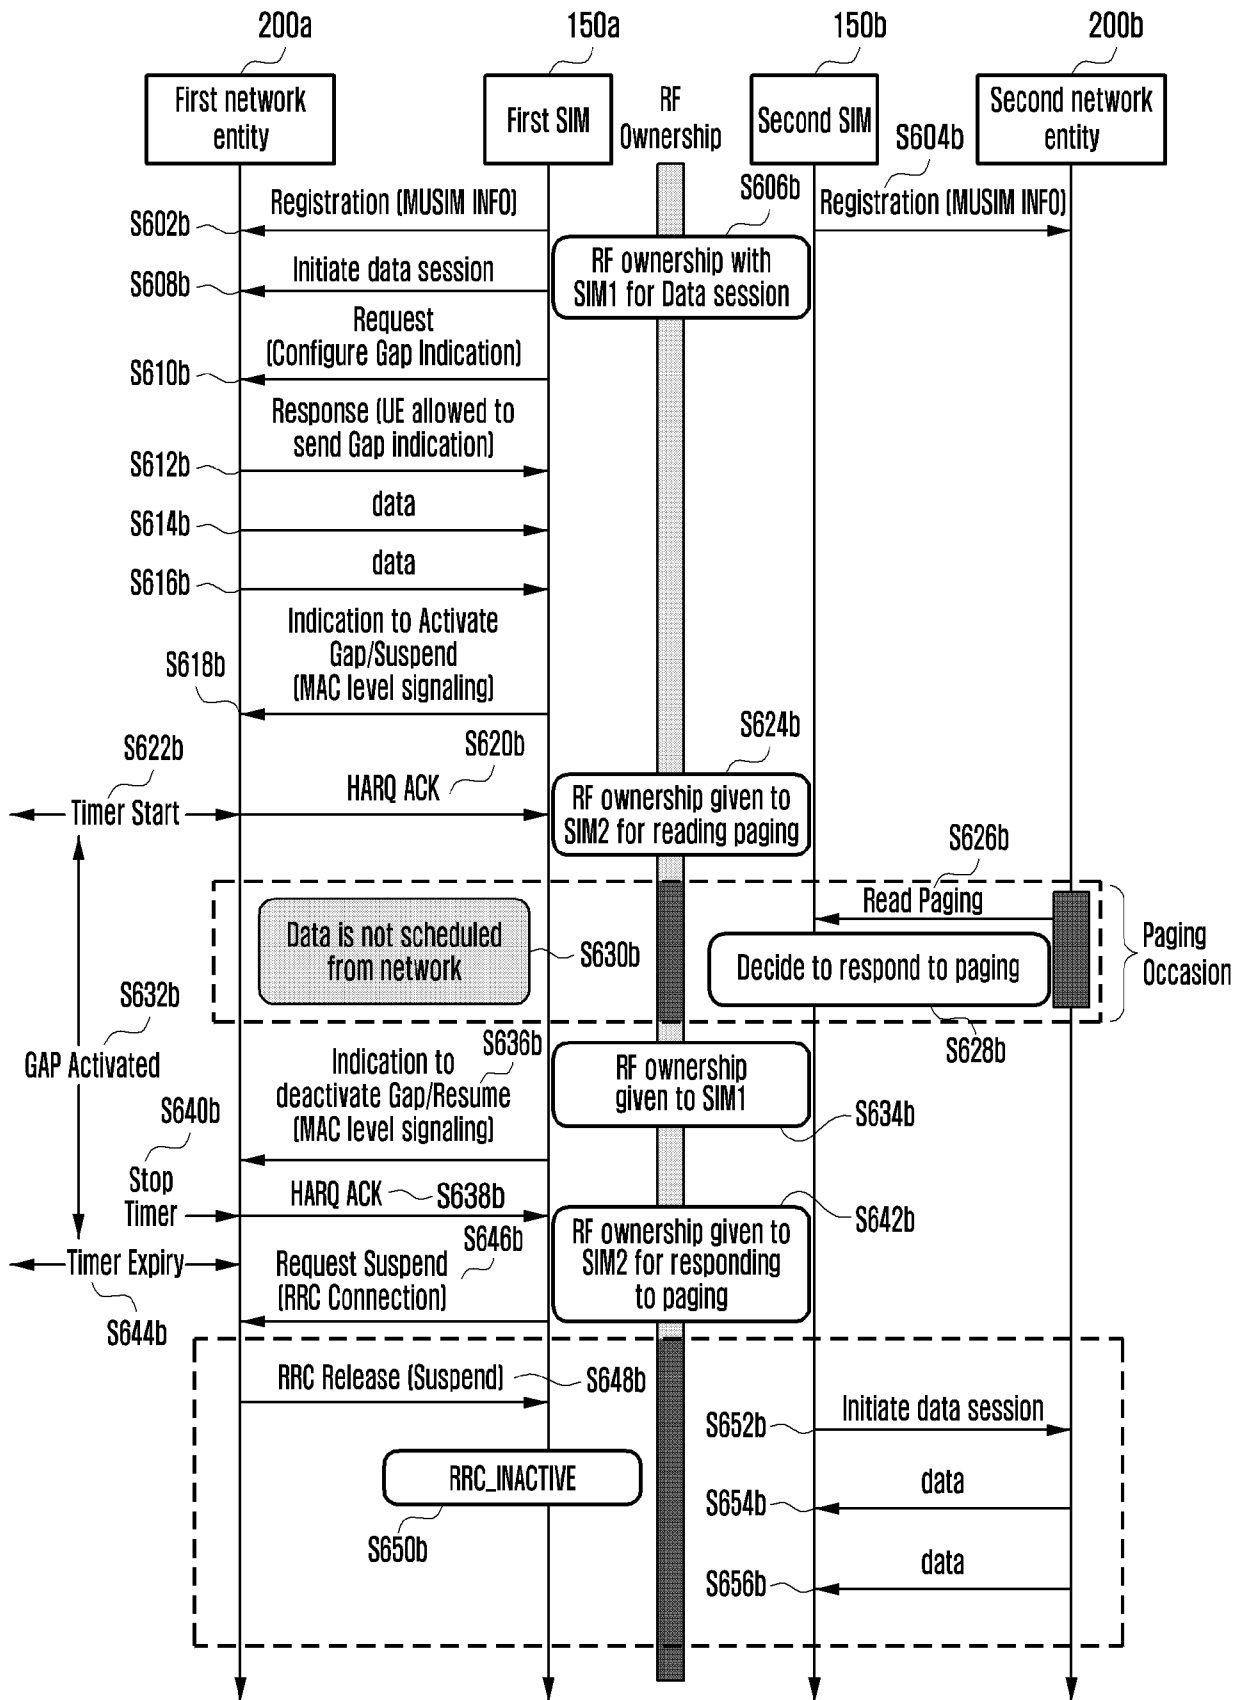 200a
150a
150b
200b
First network
entity
First SIM
RF
Ownership
Second SIM
Second network
entity
S604b
Registration (MUSIM INFO)
S602b
S606b
Registration (MUSIM INFO)
RF ownership with
SIM1 for Data session
Initiate data session
S608b
Request
(Configure Gap Indication)
S610b
Response (UE allowed to
send Gap indication)
S612b
data
S614b
data
S616b
Indication to Activate
Gap/Suspend
(MAC level signaling)
S618b
S622b
S620b
S624b
Timer Start
HARQ ACK
RF ownership given to
SIM2 for reading paging
S626b
Read Paging
Data is not scheduled
from network
S630b
Decide to respond to paging
Paging
Occasion
S628b
S632b
GAP Activated
S636b
Indication to
deactivate Gap/Resume
(MAC level signaling)
RF ownership
given to SIM1
S634b
S640b
Stop
Timer
HARQ ACK
S638b
S642b
RF ownership given to
SIM2 for responding
to paging
Timer Expiry
S644b
S646b
Request Suspend
(RRC Connection)
RRC Release (Suspend)
S648b
Initiate data session
S652b
RRC_INACTIVE
S650b
data
S654b
data
S656b